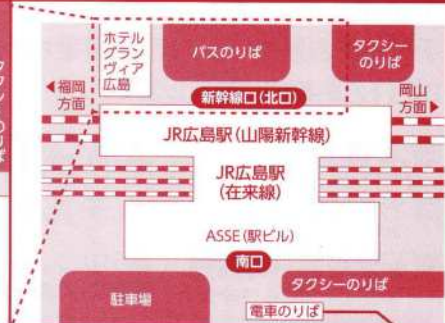 ホテル
グラン
ヴィア
広島
バスのりば
タクシー
のりば
◀福岡
方面
新幹線口(北口)
岡山▶
方面
JR広島駅(山陽新幹線)
JR広島駅
(在来線)
ASSE(駅ビル)
南口
駐車場
タクシーのりば
電車のりば